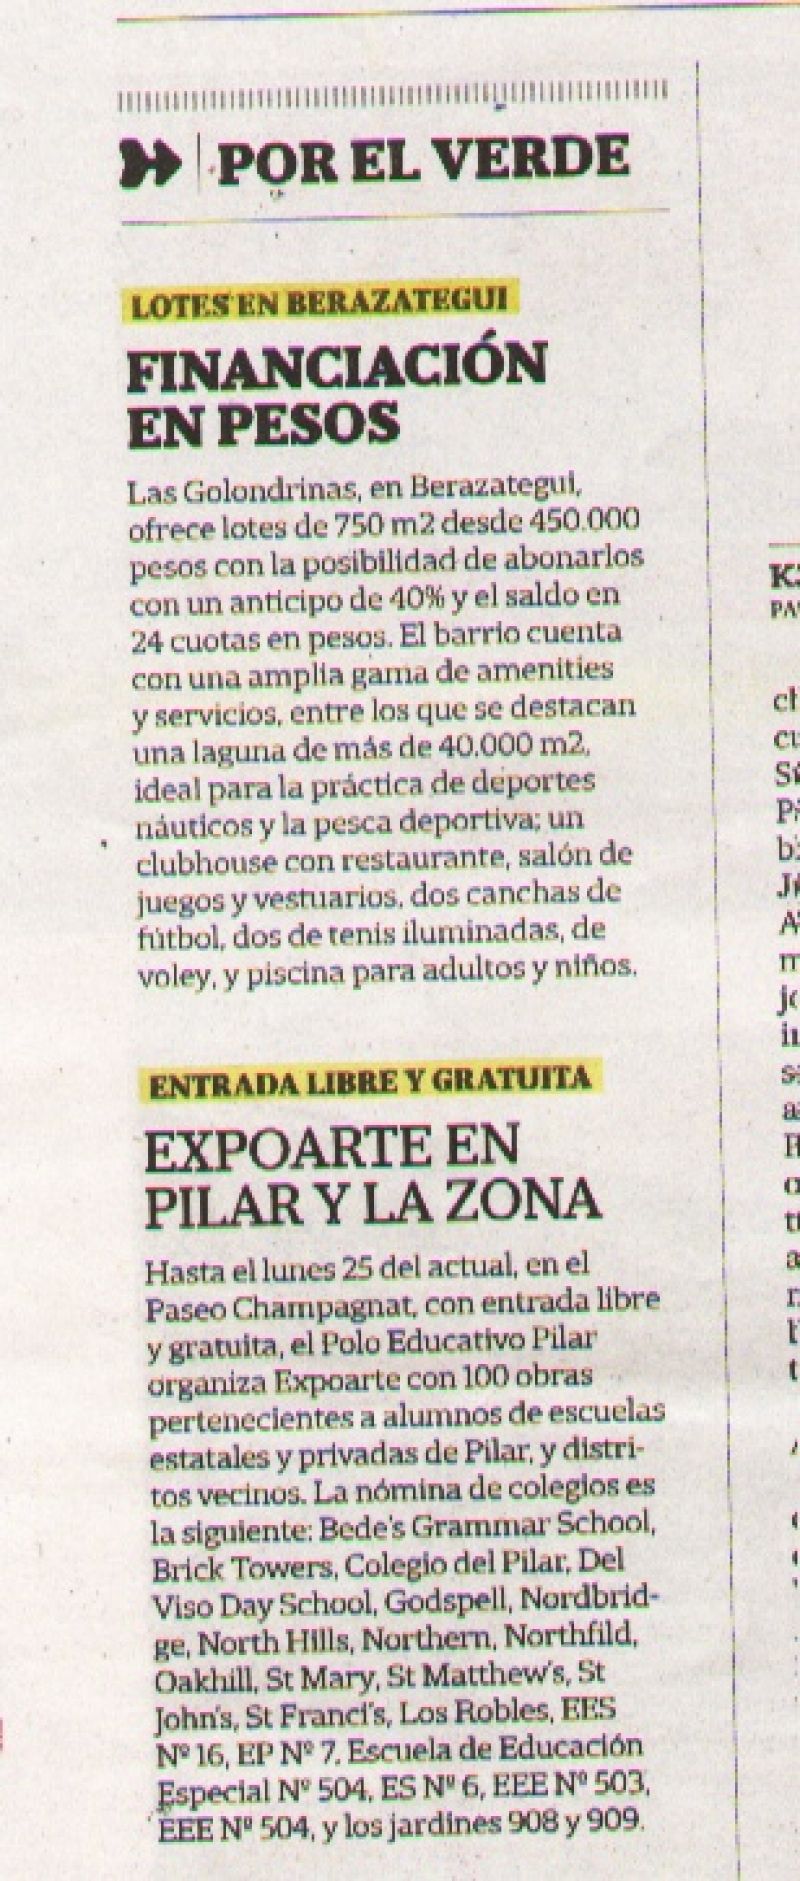 POR EL VERDE
LOTES EN BERAZATEGUI
FINANCIACIÓN
EN PESOS
Las Golondrinas, en Berazategui,
ofrece lotes de 750 m2 desde 450.000
pesos con la posibilidad de abonarlos
con un anticipo de 40% y el saldo en
24 cuotas en pesos. El barrio cuenta
con una amplia gama de amenities
y servicios, entre los que se destacan
una laguna de más de 40.000 m2,
ideal para la práctica de deportes
náuticos y la pesca deportiva; un
clubhouse con restaurante, salón de
juegos y vestuarios, dos canchas de
fútbol, dos de tenis iluminadas, de
voley, y piscina para adultos y niños.
ENTRADA LIBRE Y GRATUITA
EXPOARTE EN
PILAR Y LA ZONA
Hasta el lunes 25 del actual, en el
Paseo Champagnat, con entrada libre
y gratuita, el Polo Educativo Pilar
organiza Expoarte con 100 obras
pertenecientes a alumnos de escuelas
estatales y privadas de Pilar, y distri-
tos vecinos. La nómina de colegios es
la siguiente: Bede's Grammar School,
Brick Towers, Colegio del Pilar, Del
Viso Day School, Godspell, Nordbrid-
ge, North Hills, Northern, Northfild,
Oakhill, St Mary, St Matthew's, St
John's, St Franci's, Los Robles, EES
Nº 16, EP Nº 7, Escuela de Educación
Especial Nº 504, ES Nº 6, EEE Nº 503,
EEE Nº 504, y los jardines 908 y 909.